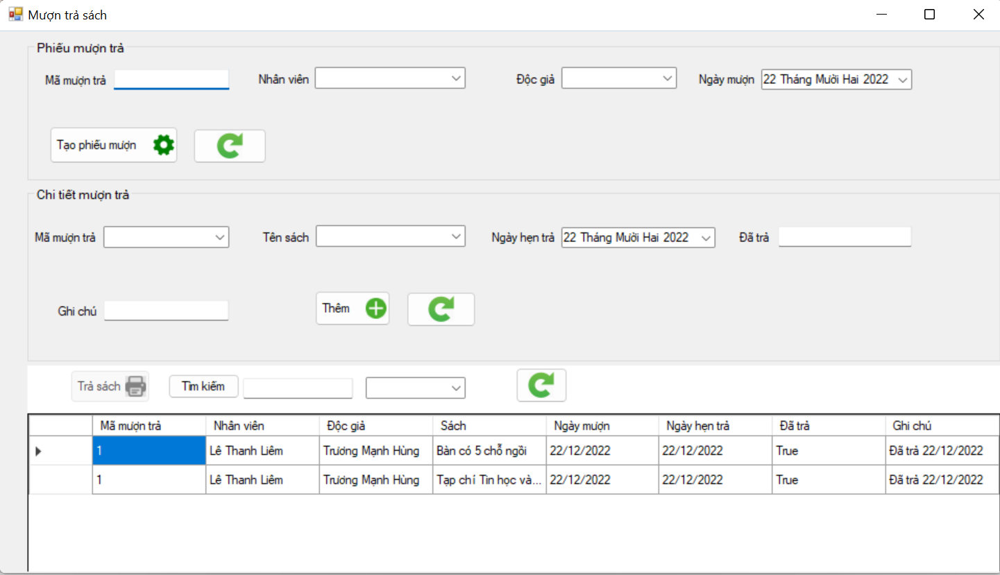 Mượn trả sách
Phiếu mượn trả
Mã mượn trả Nhân viên Độc giả Ngày mượn 22 Tháng Mười Hai 2022
Tạo phiếu mượn
Chi tiết mượn trả
Mã mượn trả Tên sách Ngày hẹn trả 22 Tháng Mười Hai 2022 Đã trả
Ghi chú Thêm
Trả sách Tìm kiếm
Mã mượn trả Nhân viên Độc giả Sách Ngày mượn Ngày hẹn trả Đã trả Ghi chú
1 Lê Thanh Liêm Trương Mạnh Hùng Bàn có 5 chỗ ngồi 22/12/2022 22/12/2022 True Đã trả 22/12/2022
1 Lê Thanh Liêm Trương Mạnh Hùng Tạp chí Tin học và... 22/12/2022 22/12/2022 True Đã trả 22/12/2022